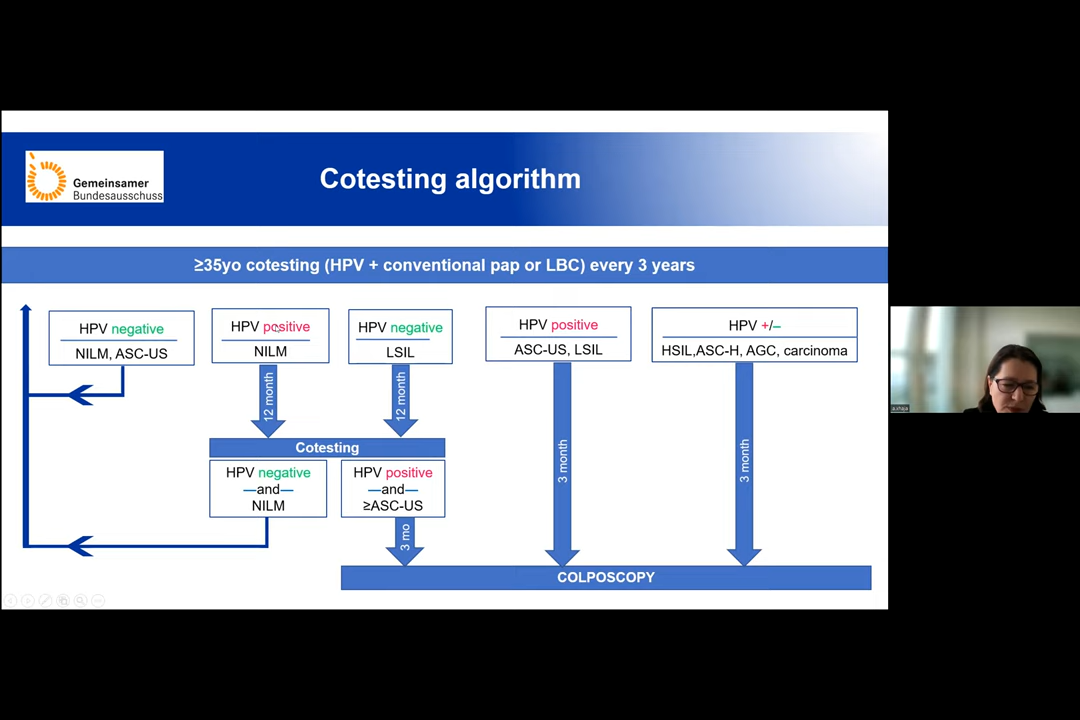 Gemeinsamer
Bundesausschuss
Cotesting algorithm
≥35yo cotesting (HPV + conventional pap or LBC) every 3 years
HPV negative
NILM, ASC-US
HPV positive
NILM
HPV negative
LSIL
HPV positive
ASC-US, LSIL
HPV +/–
HSIL,ASC-H, AGC, carcinoma
12 month
12 month
3 month
3 month
Cotesting
HPV negative
—and—
NILM
HPV positive
—and—
≥ASC-US
3 mo
COLPOSCOPY